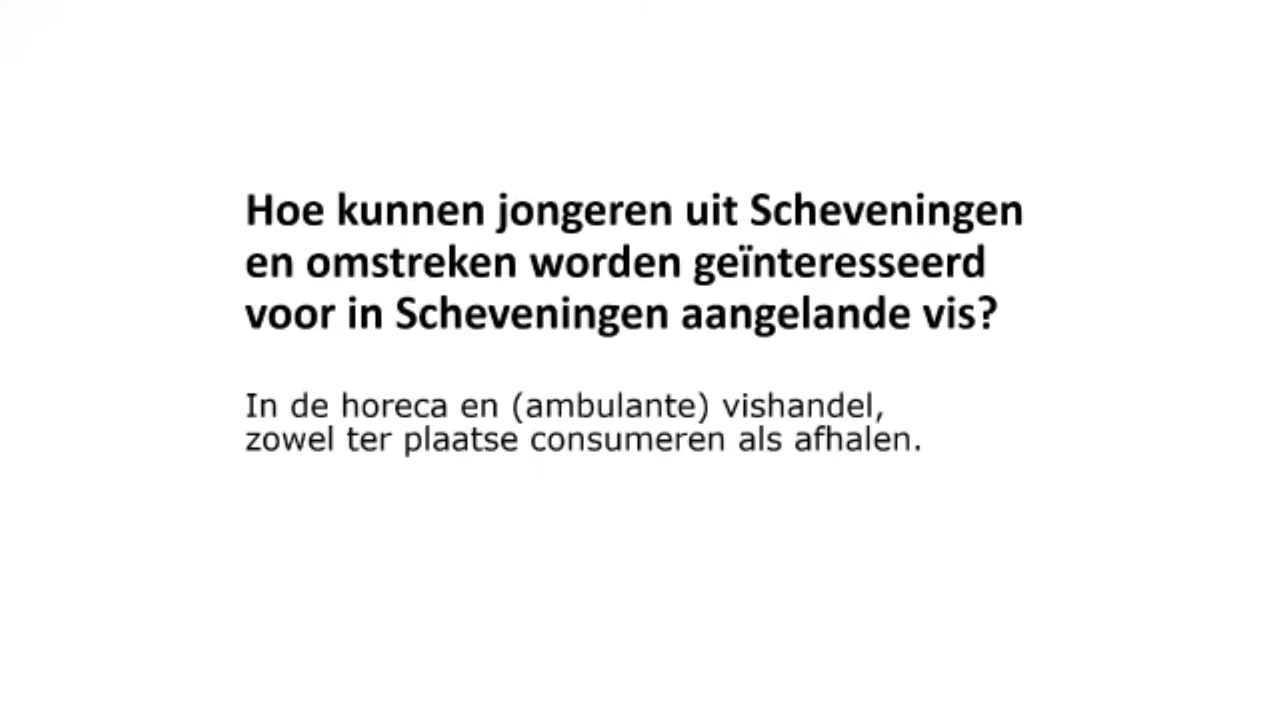 Hoe kunnen jongeren uit Scheveningen
en omstreken worden geïnteresseerd
voor in Scheveningen aangelande vis?
In de horeca en (ambulante) vishandel,
zowel ter plaatse consumeren als afhalen.